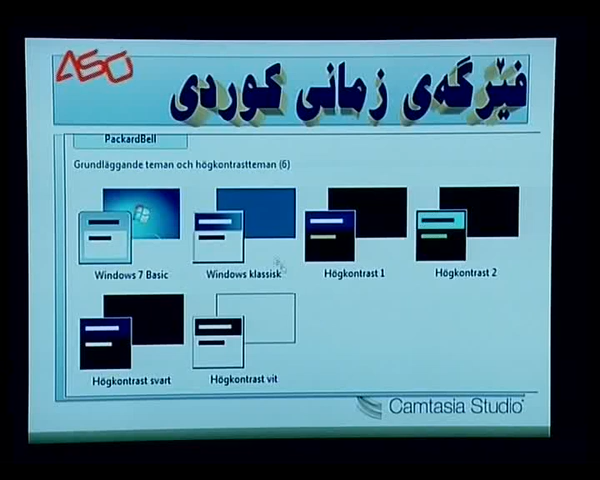 ASO
فێرگەی زمانی کوردی
PackardBell
Grundläggande teman och högkontrastteman (6)
Windows 7 Basic
Windows klassisk
Högkontrast 1
Högkontrast 2
Högkontrast svart
Högkontrast vit
Camtasia Studio